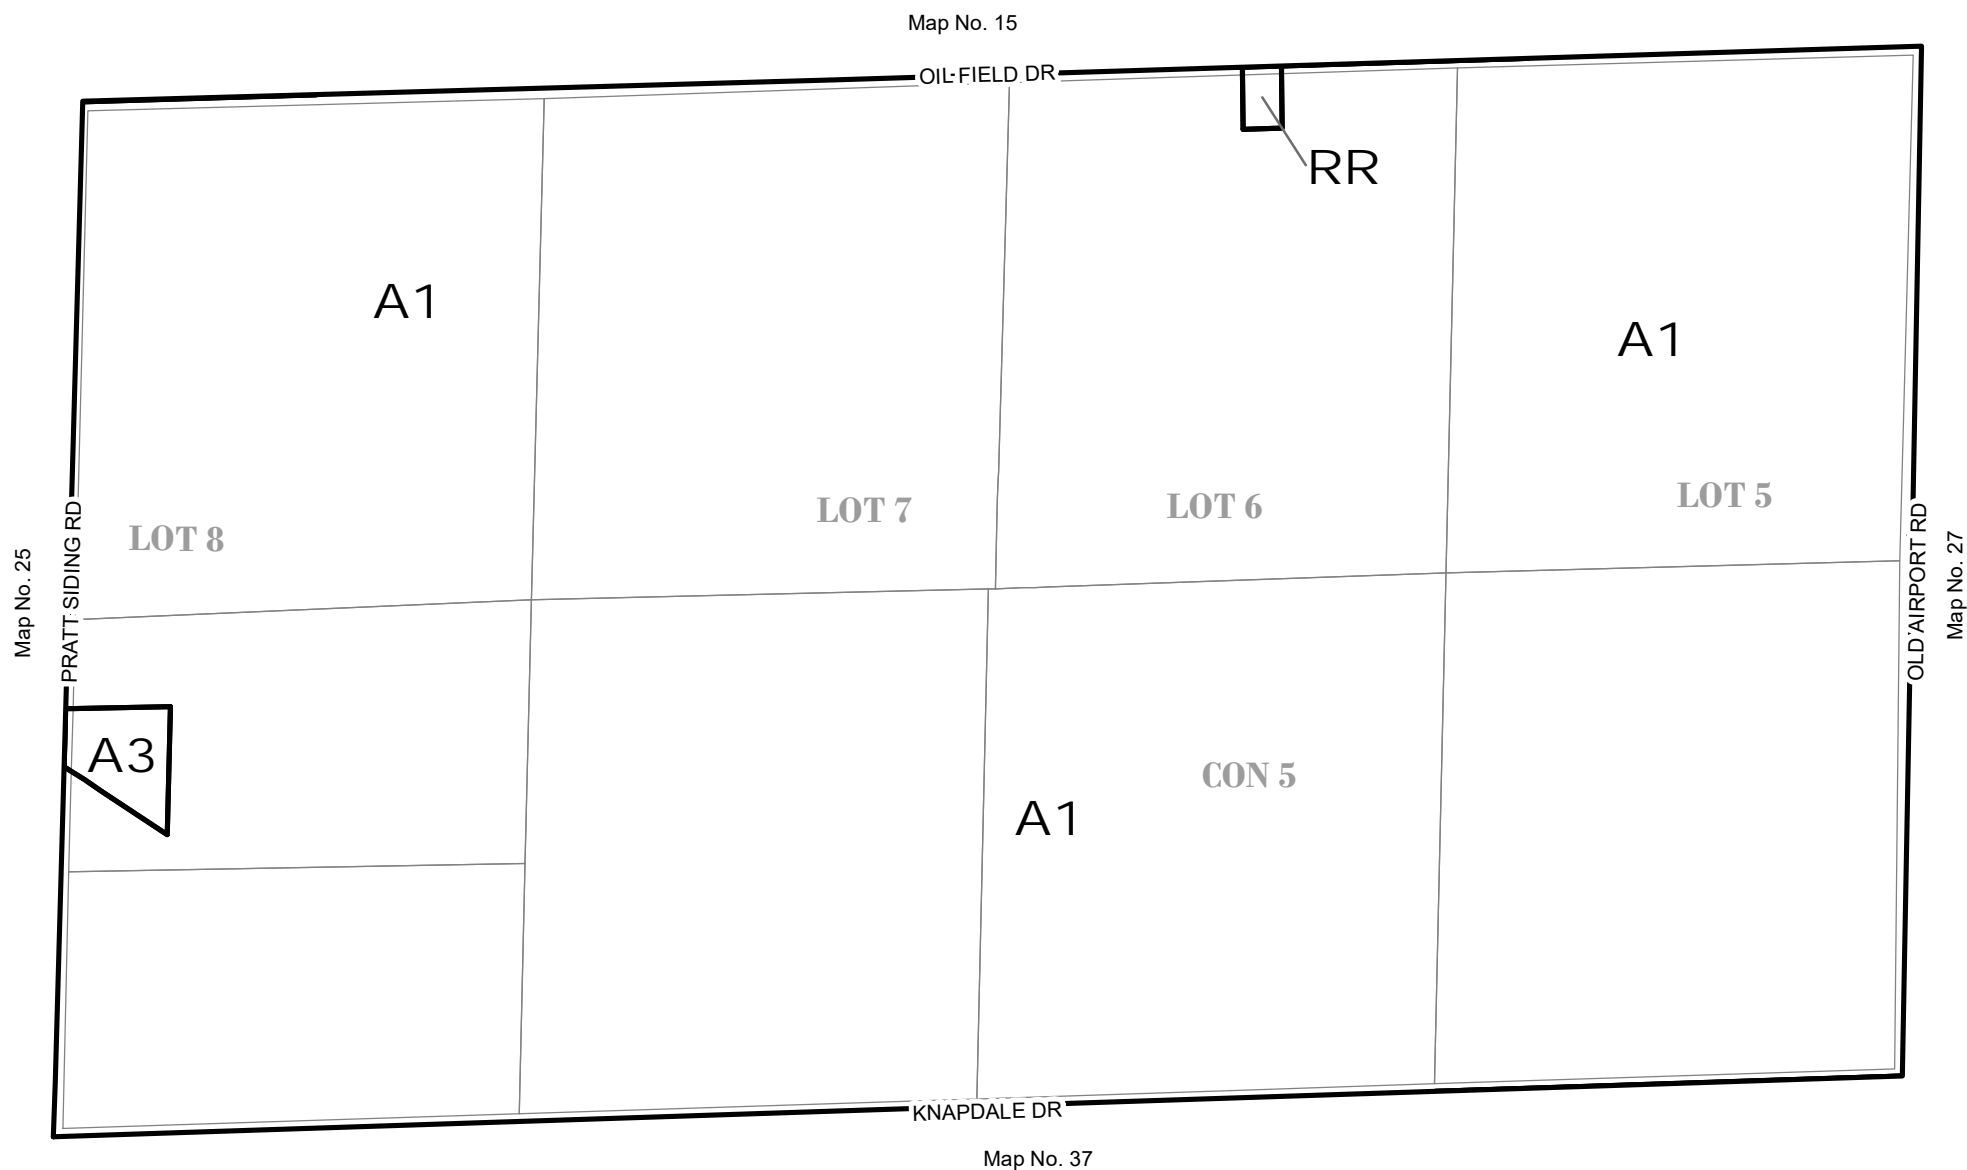 Map No. 15
OIL FIELD DR
RR
A1
A1
LOT 8
LOT 7
LOT 6
LOT 5
Map No. 25
PRATT SIDING RD
OLD AIRPORT RD
Map No. 27
A3
CON 5
A1
KNAPDALE DR
Map No. 37